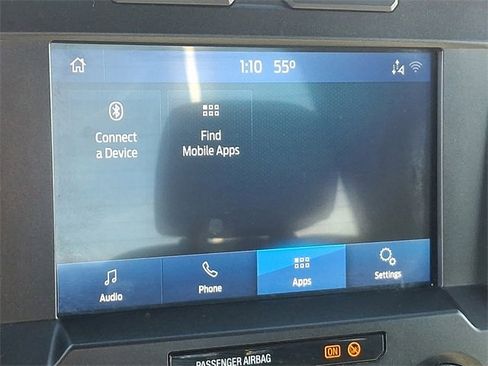 1:10 55°
Connect
a Device
Find
Mobile Apps
Audio
Phone
Apps
Settings
PASSENGER AIRBAG
ON